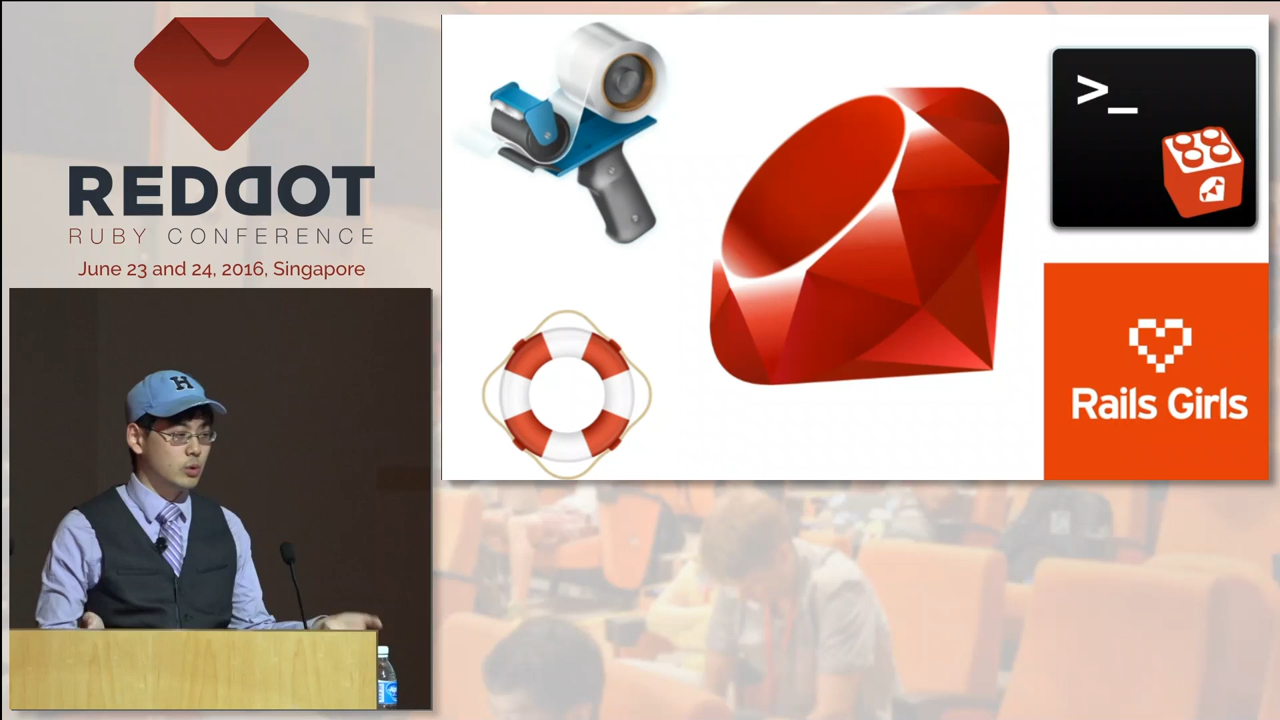 REDDOT
RUBY CONFERENCE
June 23 and 24, 2016, Singapore
H
>_
Rails Girls